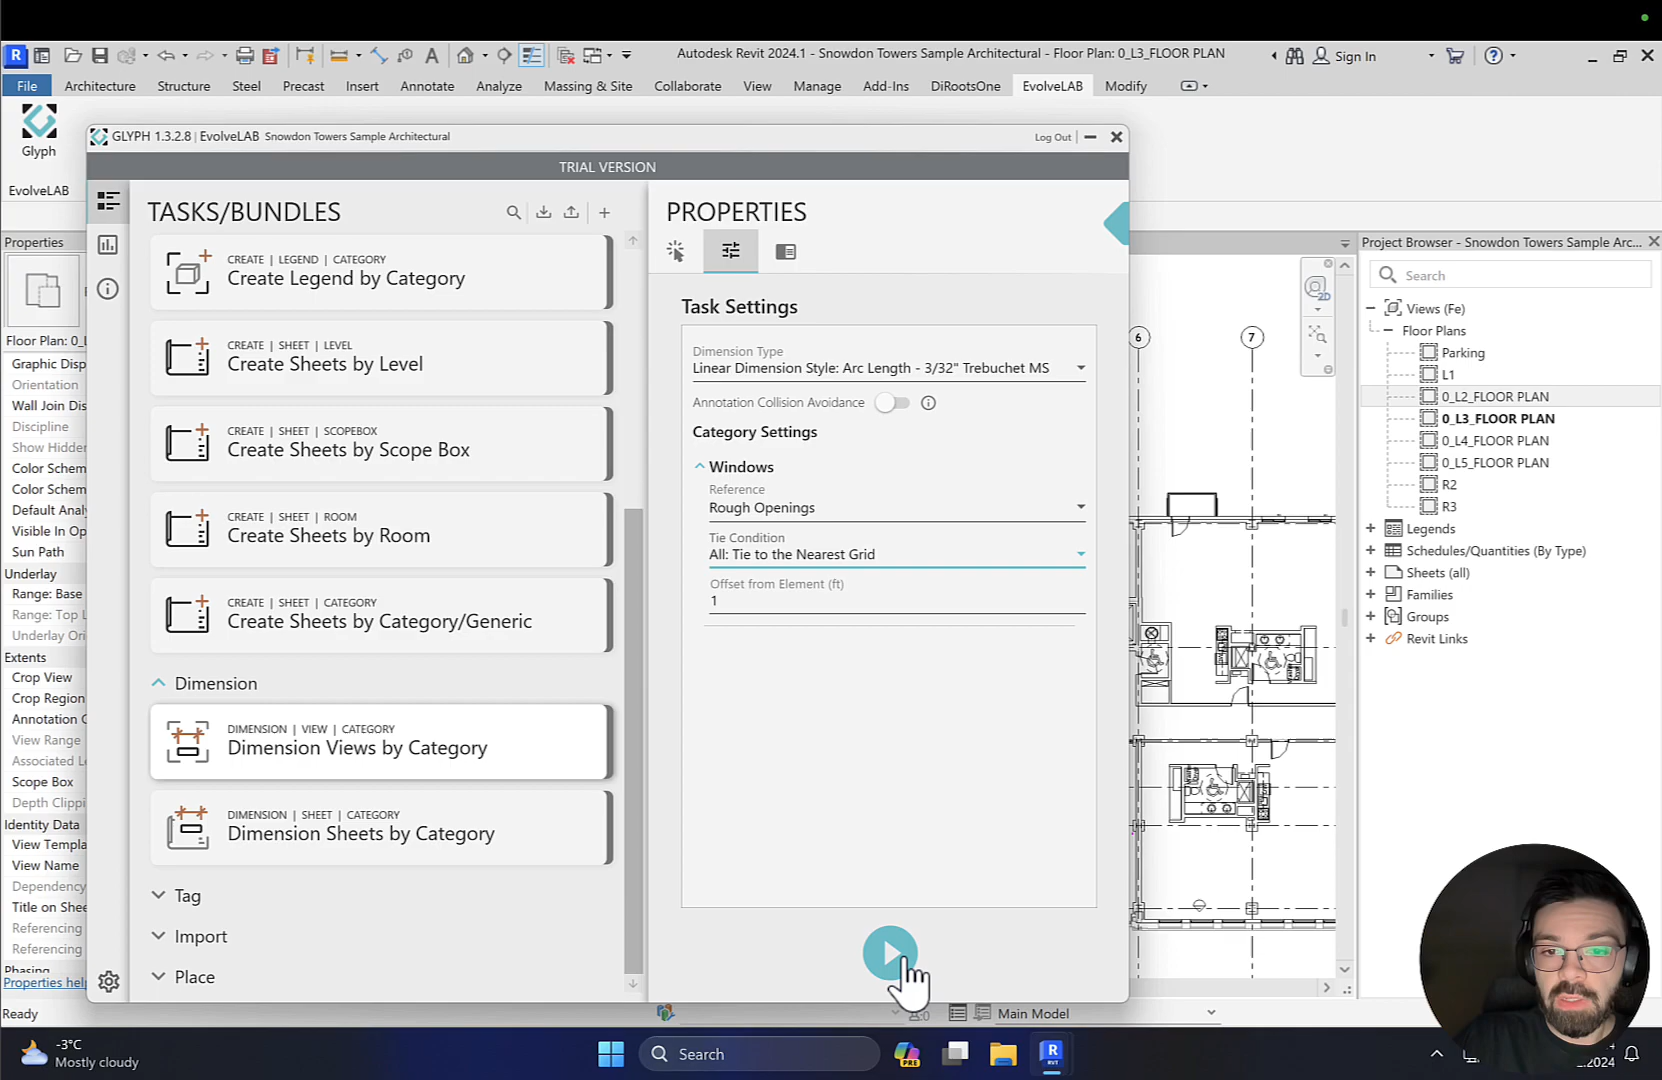 Autodesk Revit 2024.1 - Snowdon Towers Sample Architectural - Floor Plan: 0_L3_FLOOR PLAN
Sign In
File
Architecture
Structure
Steel
Precast
Insert
Annotate
Analyze
Massing & Site
Collaborate
View
Manage
Add-Ins
DiRootsOne
EvolveLAB
Modify
Glyph
EvolveLAB
GLYPH 1.3.2.8 | EvolveLAB Snowdon Towers Sample Architectural
Log Out
TRIAL VERSION
TASKS/BUNDLES
CREATE | LEGEND | CATEGORY
Create Legend by Category
CREATE | SHEET | LEVEL
Create Sheets by Level
CREATE | SHEET | SCOPEBOX
Create Sheets by Scope Box
CREATE | SHEET | ROOM
Create Sheets by Room
CREATE | SHEET | CATEGORY
Create Sheets by Category/Generic
Dimension
DIMENSION | VIEW | CATEGORY
Dimension Views by Category
DIMENSION | SHEET | CATEGORY
Dimension Sheets by Category
Tag
Import
Place
PROPERTIES
Task Settings
Dimension Type
Linear Dimension Style: Arc Length - 3/32" Trebuchet MS
Annotation Collision Avoidance
Category Settings
Windows
Reference
Rough Openings
Tie Condition
All: Tie to the Nearest Grid
Offset from Element (ft)
1
Properties
Floor Plan: 0_L
Graphic Disp
Orientation
Wall Join Dis
Discipline
Show Hidden
Color Schem
Color Schem
Default Analy
Visible In Op
Sun Path
Underlay
Range: Base
Range: Top L
Underlay Ori
Extents
Crop View
Crop Region
Annotation C
View Range
Associated Le
Scope Box
Depth Clippi
Identity Data
View Templa
View Name
Dependency
Title on Shee
Referencing
Referencing
Phasing
Properties help
6
7
2D
Project Browser - Snowdon Towers Sample Arc...
Search
Views (Fe)
Floor Plans
Parking
L1
0_L2_FLOOR PLAN
0_L3_FLOOR PLAN
0_L4_FLOOR PLAN
0_L5_FLOOR PLAN
R2
R3
Legends
Schedules/Quantities (By Type)
Sheets (all)
Families
Groups
Revit Links
Ready
:0
Main Model
-3°C
Mostly cloudy
Search
PRE
R
RVT
.2024